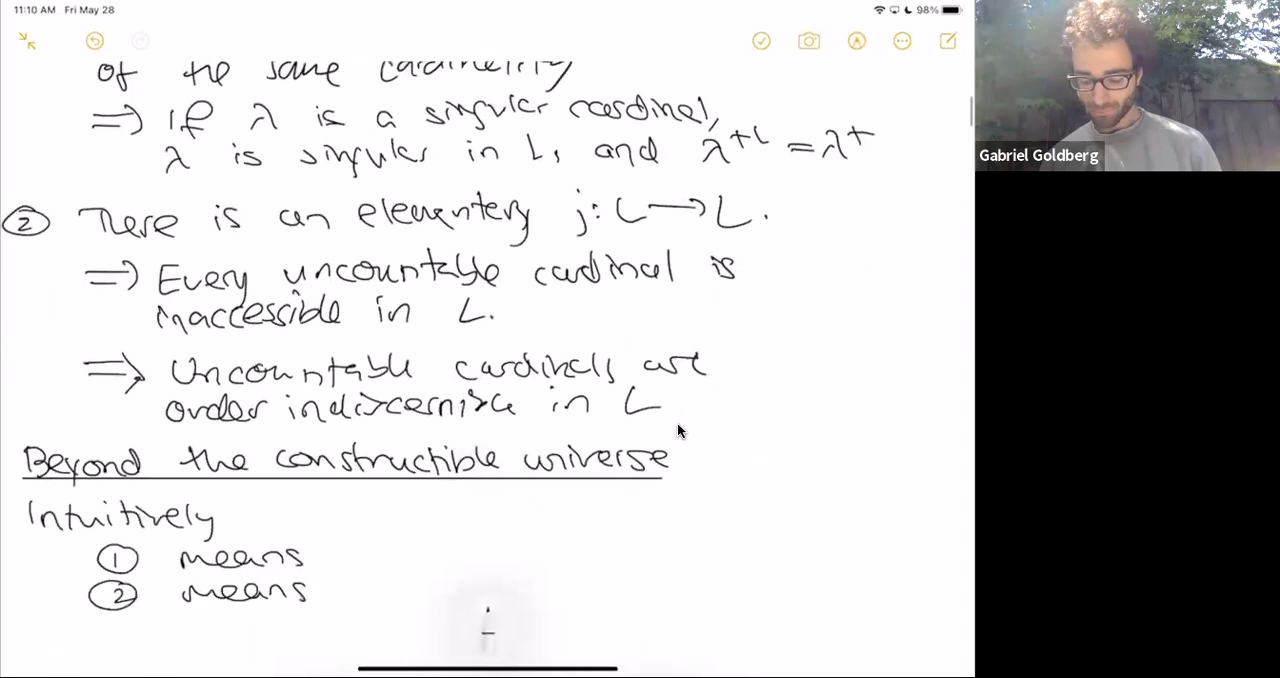 11:10 AM Fri May 28
98%
of the same cardinality
⇒ If λ is a singular cardinal,
λ is singular in L, and λ^{+L} = λ^+
② There is an elementary j: L → L.
⇒ Every uncountable cardinal is
inaccessible in L.
⇒ Uncountable cardinals are
order indiscernible in L
Beyond the constructible universe
Intuitively
① means
② means
Gabriel Goldberg